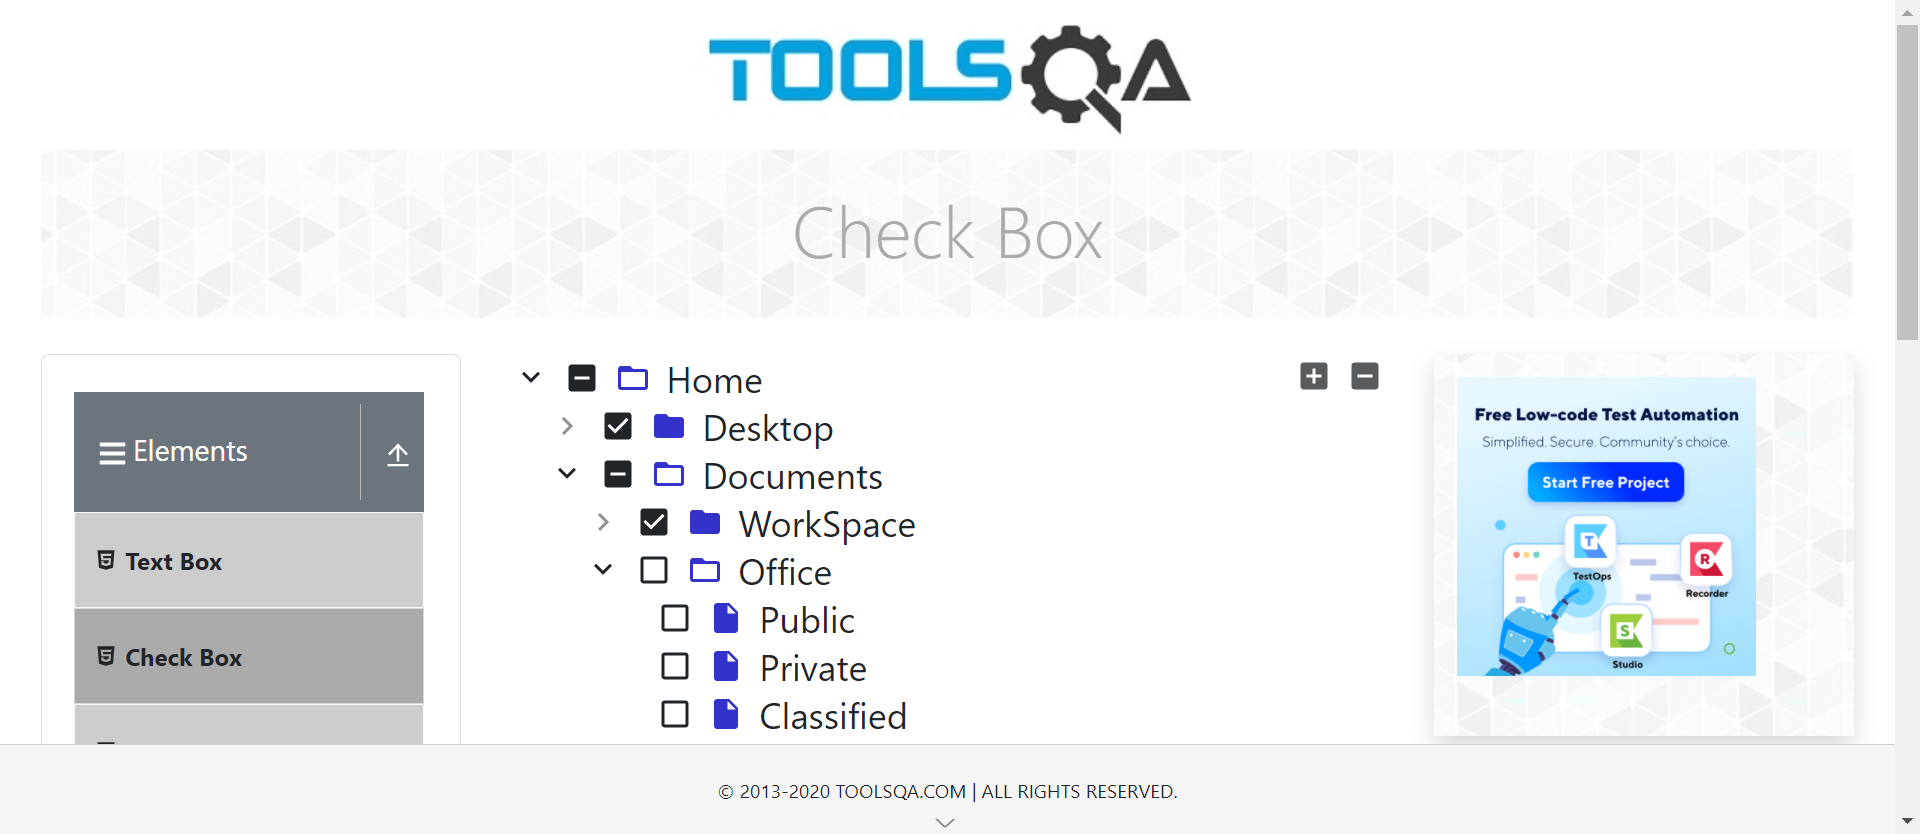 TOOLSQA
Check Box
Elements
Text Box
Check Box
Home
Desktop
Documents
WorkSpace
Office
Public
Private
Classified
Free Low-code Test Automation
Simplified. Secure. Community's choice.
Start Free Project
T
TestOps
R
Recorder
S
Studio
© 2013-2020 TOOLSQA.COM | ALL RIGHTS RESERVED.